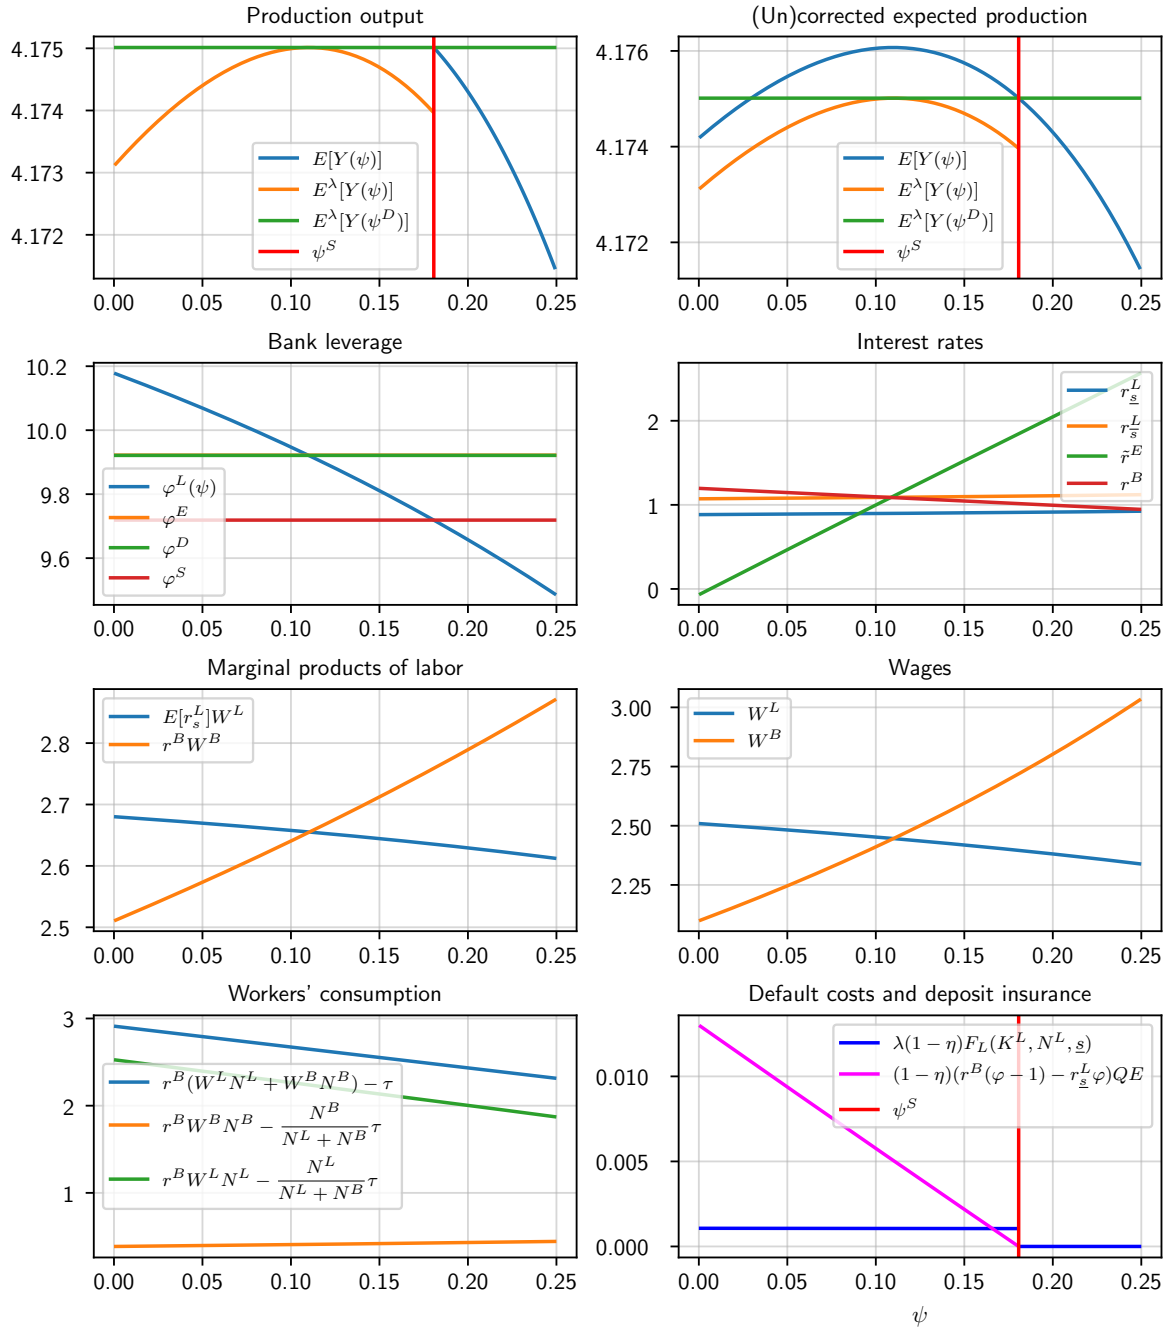 Production output
4.175
4.174
4.173
4.172
E[Y(ψ)]
E^λ[Y(ψ)]
E^λ[Y(ψ^D)]
ψ^S
0.00 0.05 0.10 0.15 0.20 0.25
(Un)corrected expected production
4.176
4.174
4.172
E[Y(ψ)]
E^λ[Y(ψ)]
E^λ[Y(ψ^D)]
ψ^S
0.00 0.05 0.10 0.15 0.20 0.25
Bank leverage
10.2
10.0
9.8
9.6
φ^L(ψ)
φ^E
φ^D
φ^S
0.00 0.05 0.10 0.15 0.20 0.25
Interest rates
2
1
0
r^L_s̲
r^L_s̅
r̃^E
r^B
0.00 0.05 0.10 0.15 0.20 0.25
Marginal products of labor
2.8
2.7
2.6
2.5
E[r^L_s]W^L
r^B W^B
0.00 0.05 0.10 0.15 0.20 0.25
Wages
3.00
2.75
2.50
2.25
W^L
W^B
0.00 0.05 0.10 0.15 0.20 0.25
Workers' consumption
3
2
1
r^B(W^L N^L + W^B N^B) − τ
r^B W^B N^B − N^B / (N^L + N^B) τ
r^B W^L N^L − N^L / (N^L + N^B) τ
0.00 0.05 0.10 0.15 0.20 0.25
Default costs and deposit insurance
0.010
0.005
0.000
λ(1 − η)F_L(K^L, N^L, s̲)
(1 − η)(r^B(φ − 1) − r^L_s̲ φ)QE
ψ^S
0.00 0.05 0.10 0.15 0.20 0.25
ψ